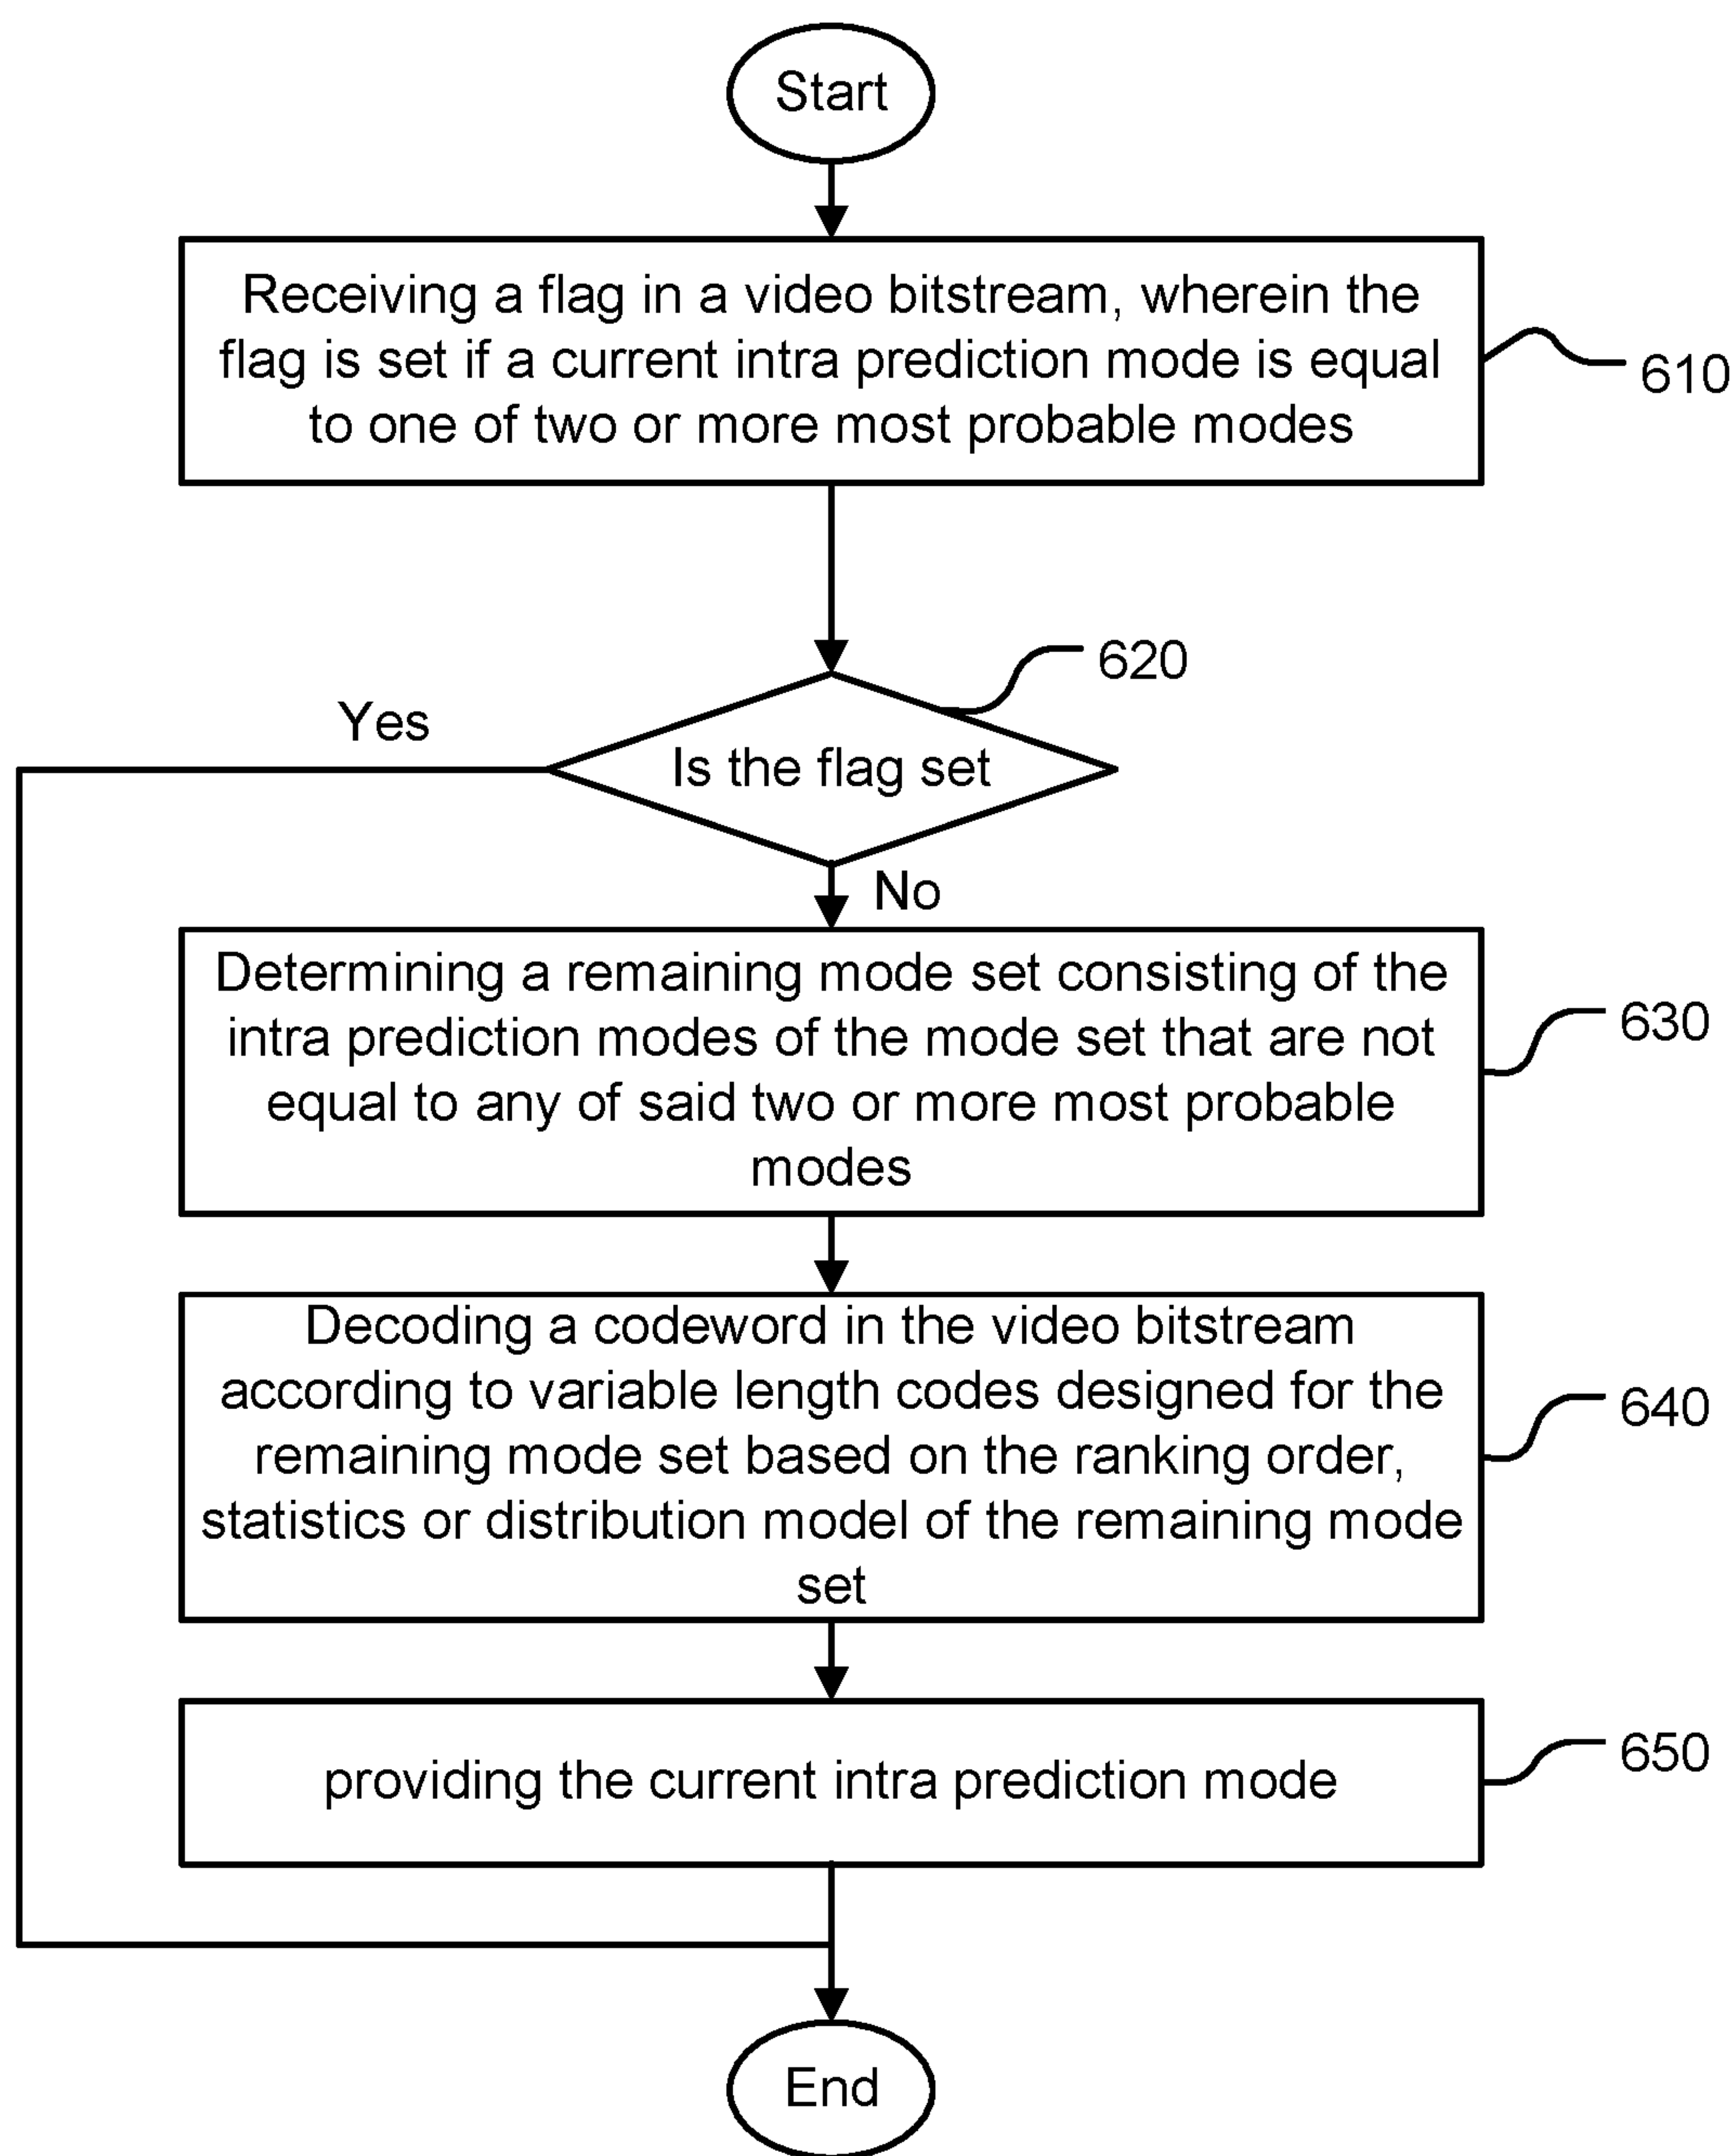 Start
Receiving a flag in a video bitstream, wherein the
flag is set if a current intra prediction mode is equal
to one of two or more most probable modes
610
620
Yes
Is the flag set
No
Determining a remaining mode set consisting of the
intra prediction modes of the mode set that are not
equal to any of said two or more most probable
modes
630
Decoding a codeword in the video bitstream
according to variable length codes designed for the
remaining mode set based on the ranking order,
statistics or distribution model of the remaining mode
set
640
providing the current intra prediction mode
650
End